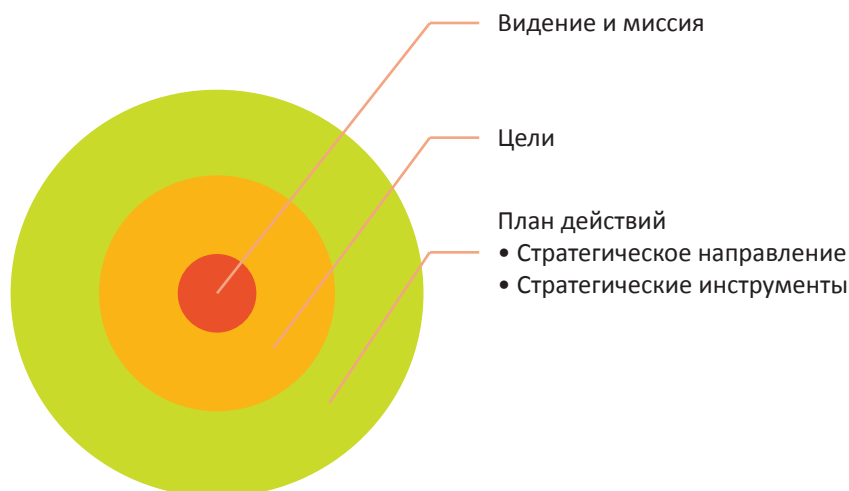 Видение и миссия
Цели
План действий
• Стратегическое направление
• Стратегические инструменты